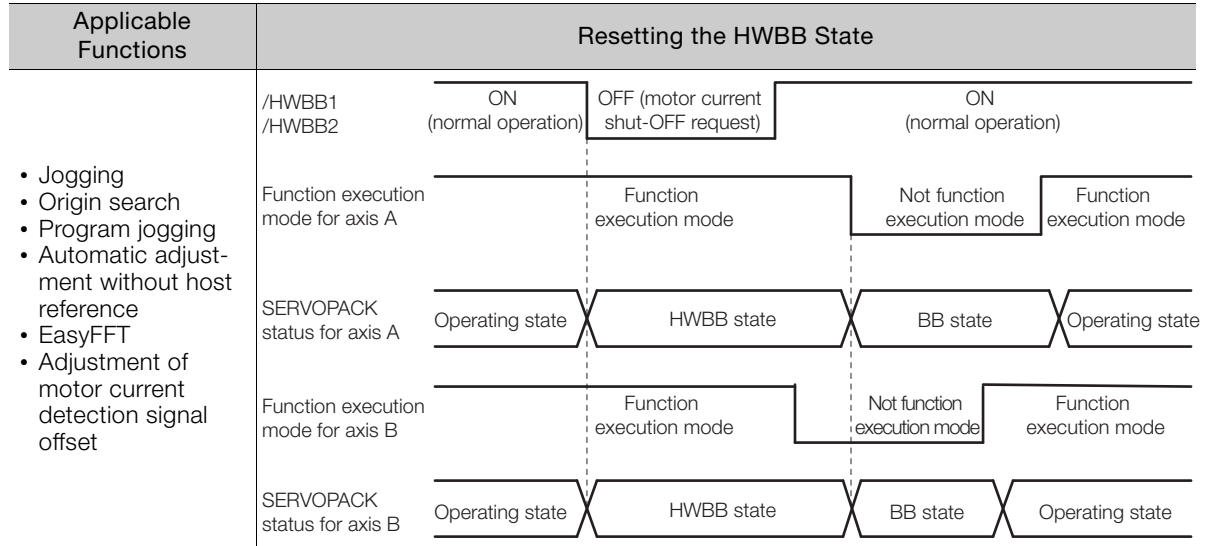 Applicable
Functions
Resetting the HWBB State
• Jogging
• Origin search
• Program jogging
• Automatic adjust-
ment without host
reference
• EasyFFT
• Adjustment of
motor current
detection signal
offset
/HWBB1
/HWBB2
ON
(normal operation)
OFF (motor current
shut-OFF request)
ON
(normal operation)
Function execution
mode for axis A
Function
execution mode
Not function
execution mode
Function
execution mode
SERVOPACK
status for axis A
Operating state
HWBB state
BB state
Operating state
Function execution
mode for axis B
Function
execution mode
Not function
execution mode
Function
execution mode
SERVOPACK
status for axis B
Operating state
HWBB state
BB state
Operating state